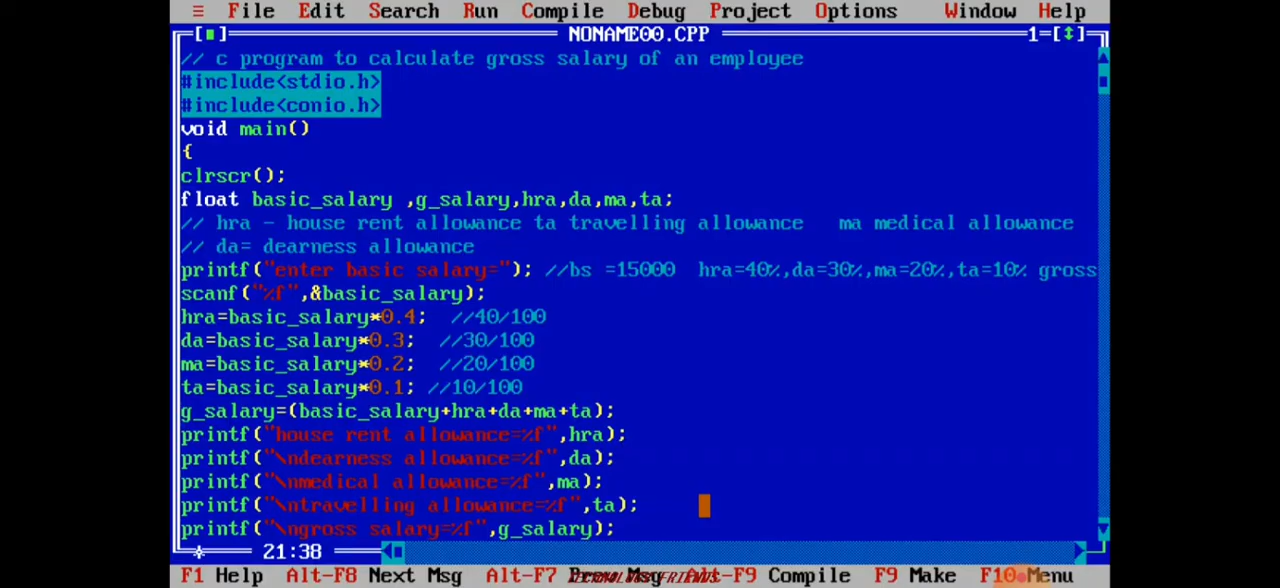 ≡ File Edit Search Run Compile Debug Project Options Window Help
NONAME00.CPP 1
// c program to calculate gross salary of an employee
#include<stdio.h>
#include<conio.h>
void main()
{
clrscr();
float basic_salary ,g_salary,hra,da,ma,ta;
// hra - house rent allowance ta travelling allowance   ma medical allowance
// da= dearness allowance
printf("enter basic salary="); //bs =15000  hra=40%,da=30%,ma=20%,ta=10% gross
scanf("%f",&basic_salary);
hra=basic_salary*0.4;  //40/100
da=basic_salary*0.3;  //30/100
ma=basic_salary*0.2;  //20/100
ta=basic_salary*0.1; //10/100
g_salary=(basic_salary+hra+da+ma+ta);
printf("house rent allowance=%f",hra);
printf("\ndearness allowance=%f",da);
printf("\nmedical allowance=%f",ma);
printf("\ntravelling allowance=%f",ta);
printf("\ngross salary=%f",g_salary);
21:38
F1 Help Alt-F8 Next Msg Alt-F7 Prev Msg Alt-F9 Compile F9 Make F10 Menu